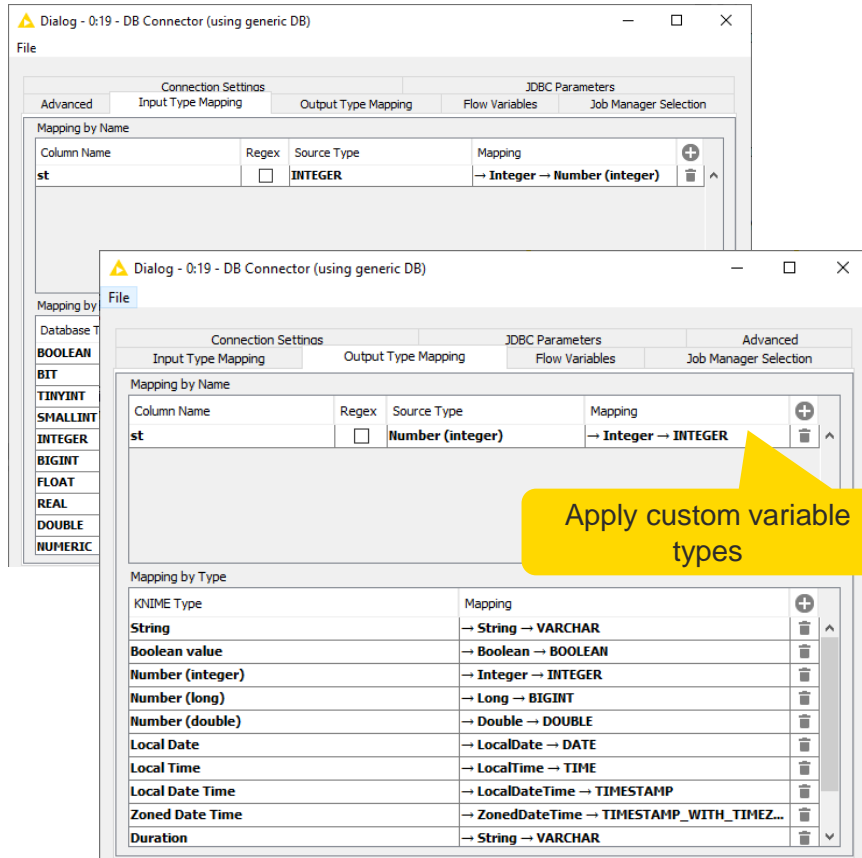 Dialog - 0:19 - DB Connector (using generic DB)
File
Connection Settings JDBC Parameters
Advanced Input Type Mapping Output Type Mapping Flow Variables Job Manager Selection
Mapping by Name
Column Name Regex Source Type Mapping
st INTEGER → Integer → Number (integer)
Mapping by
Database T
BOOLEAN
BIT
TINYINT
SMALLINT
INTEGER
BIGINT
FLOAT
REAL
DOUBLE
NUMERIC
Dialog - 0:19 - DB Connector (using generic DB)
File
Connection Settings JDBC Parameters Advanced
Input Type Mapping Output Type Mapping Flow Variables Job Manager Selection
Mapping by Name
Column Name Regex Source Type Mapping
st Number (integer) → Integer → INTEGER
Apply custom variable
types
Mapping by Type
KNIME Type Mapping
String → String → VARCHAR
Boolean value → Boolean → BOOLEAN
Number (integer) → Integer → INTEGER
Number (long) → Long → BIGINT
Number (double) → Double → DOUBLE
Local Date → LocalDate → DATE
Local Time → LocalTime → TIME
Local Date Time → LocalDateTime → TIMESTAMP
Zoned Date Time → ZonedDateTime → TIMESTAMP_WITH_TIMEZ...
Duration → String → VARCHAR